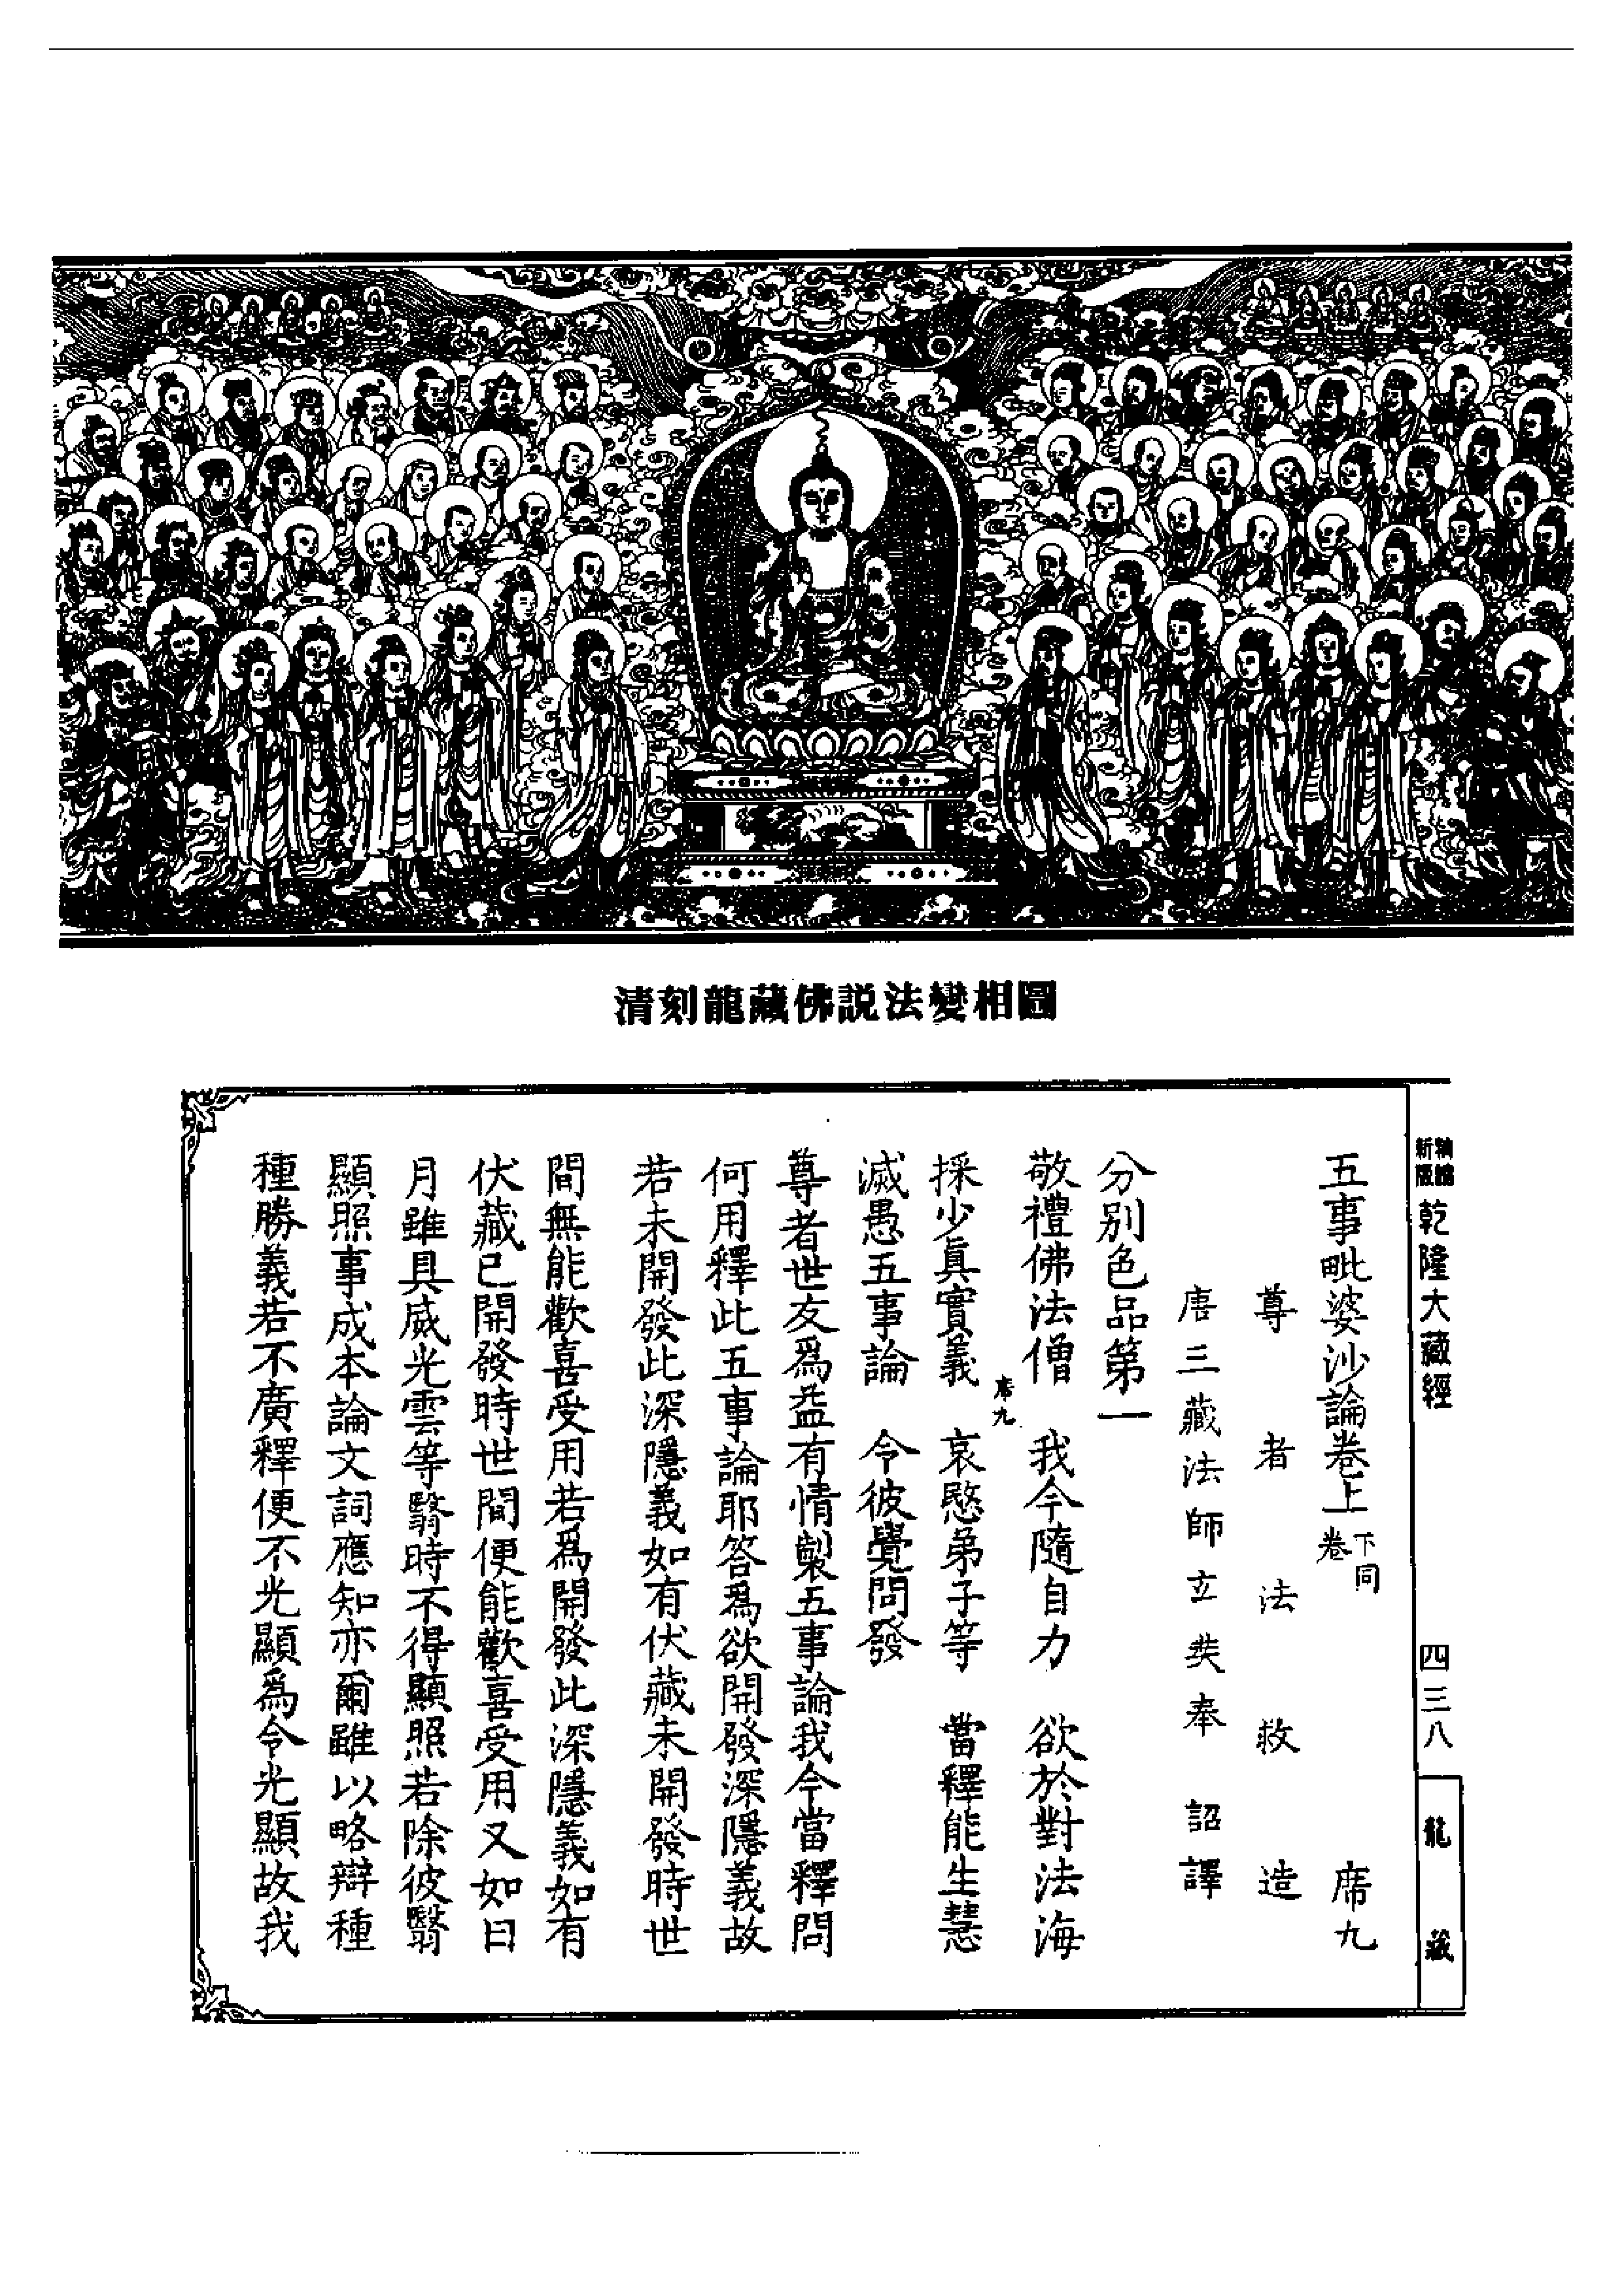 清刻龍藏佛説法變相圖
新編 乾隆大藏經
四三八
龍藏
五事毗婆沙論卷上 下卷同 席九
尊者法救造
唐三藏法師玄奘奉詔譯
分別色品第一
敬禮佛法僧 我今隨自力 欲於對法海
席九
採少眞實義 哀愍弟子等 當釋能生慧
滅愚五事論 令彼覺問發
尊者世友爲益有情製五事論我今當釋問
何用釋此五事論耶答爲欲開發深隱義故
若未開發此深隱義如有伏藏未開發時世
間無能歡喜受用若爲開發此深隱義如有
伏藏已開發時世間便能歡喜受用又如日
月雖具威光雲等翳時不得顯照若除彼翳
顯照事成本論文詞應知亦爾雖以略辯種
種勝義若不廣釋便不光顯爲令光顯故我